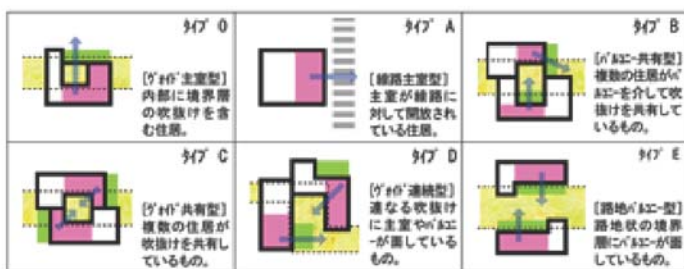 タイプ O
[ヴォイド主室型]
内部に境界層
の吹抜けを含
む住居。
タイプ A
[線路主室型]
主室が線路に
対して開放され
ている住居。
タイプ B
[バルコニー共有型]
複数の住居がバ
ルコニーを介して吹
抜けを共有して
いるもの。
タイプ C
[ヴォイド共有型]
複数の住居が
吹抜けを共有し
ているもの。
タイプ D
[ヴォイド連続型]
連なる吹抜け
に主室やバルコニ
ーが面している
もの。
タイプ E
[路地バルコニー型]
路地状の境界
層にバルコニーが面
しているもの。